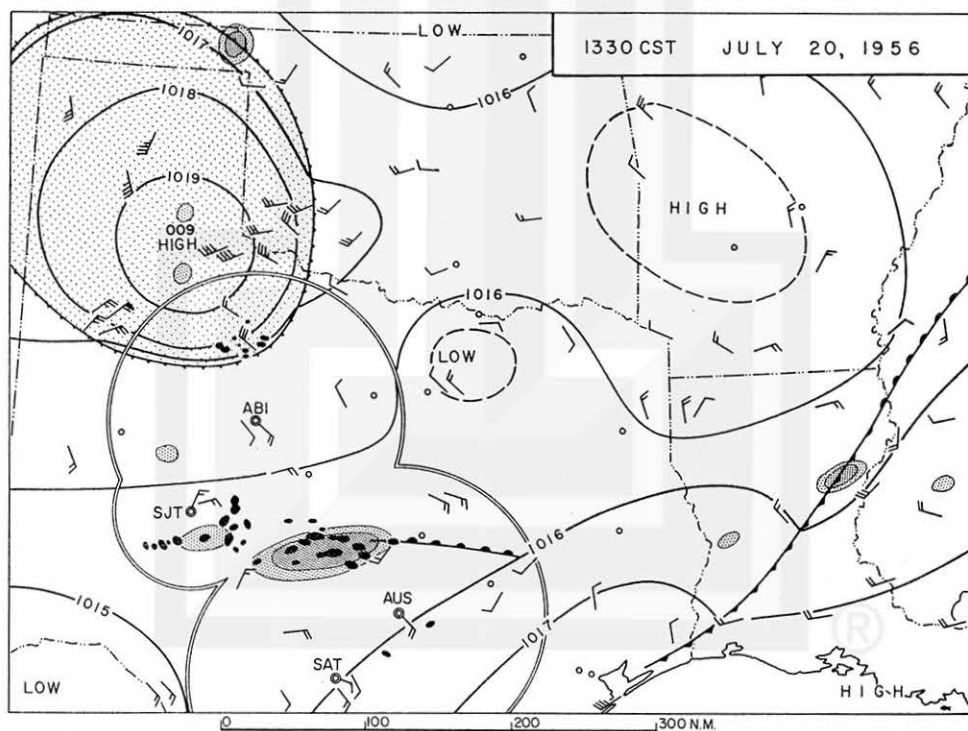 LOW
1330 CST JULY 20, 1956
1017
1016
1018
1019
009
HIGH
HIGH
1016
LOW
ABI
SJT
1016
1015
AUS
1017
SAT
LOW
HIGH
®
0 100 200 300 N.M.